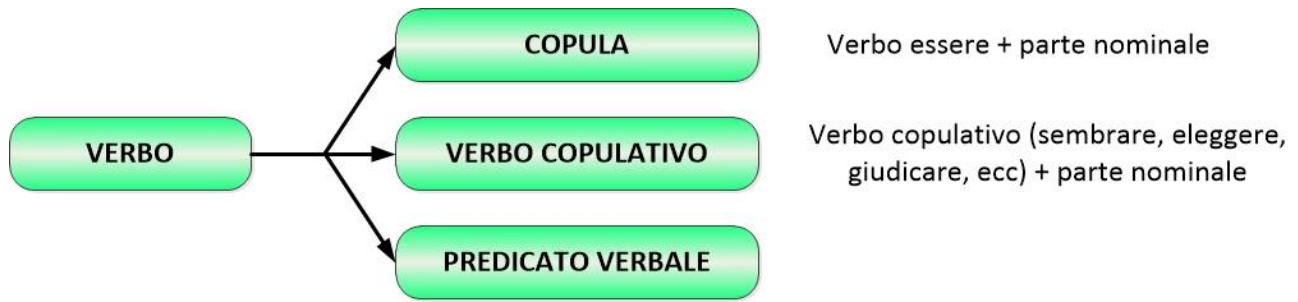 COPULA
Verbo essere + parte nominale
VERBO
VERBO COPULATIVO
Verbo copulativo (sembrare, eleggere,
giudicare, ecc) + parte nominale
PREDICATO VERBALE